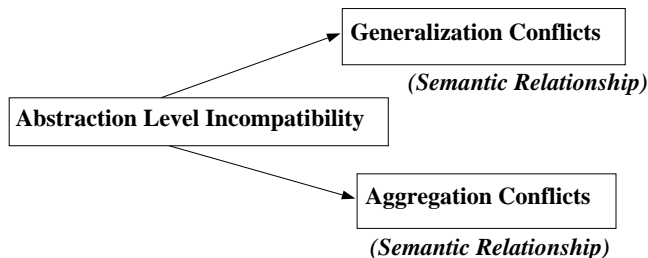 Generalization Conflicts
(Semantic Relationship)
Abstraction Level Incompatibility
Aggregation Conflicts
(Semantic Relationship)